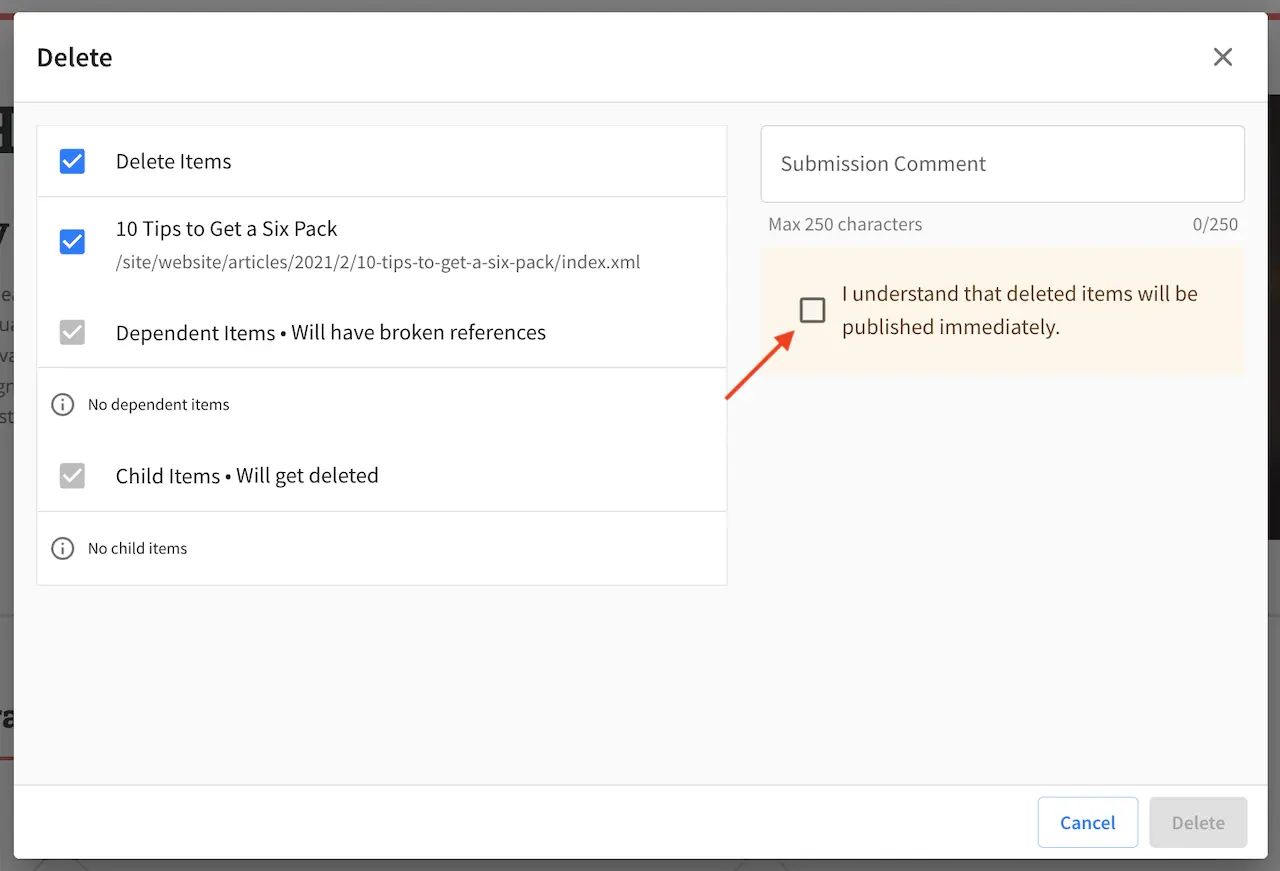 Delete
Delete Items
10 Tips to Get a Six Pack
/site/website/articles/2021/2/10-tips-to-get-a-six-pack/index.xml
Dependent Items • Will have broken references
No dependent items
Child Items • Will get deleted
No child items
Submission Comment
Max 250 characters
0/250
I understand that deleted items will be
published immediately.
Cancel
Delete